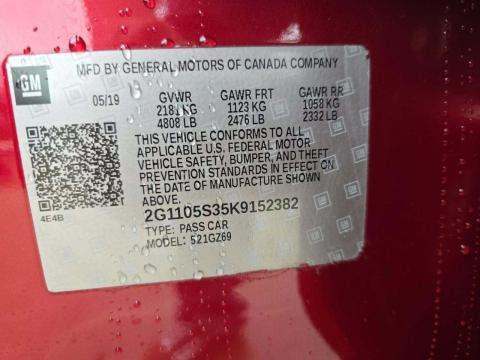 MFD BY GENERAL MOTORS OF CANADA COMPANY
GM
05/19 GVWR GAWR FRT GAWR RR
2181 KG 1123 KG 1058 KG
4808 LB 2476 LB 2332 LB
THIS VEHICLE CONFORMS TO ALL
APPLICABLE U.S. FEDERAL MOTOR
VEHICLE SAFETY, BUMPER, AND THEFT
PREVENTION STANDARDS IN EFFECT ON
THE DATE OF MANUFACTURE SHOWN
ABOVE.
4E4B
2G1105S35K9152382
TYPE: PASS CAR
MODEL: 521GZ69